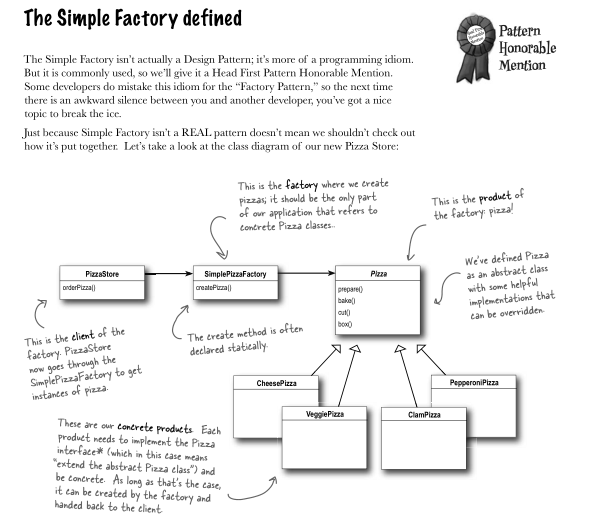 The Simple Factory defined
Pattern
Honorable
Mention
The Simple Factory isn't actually a Design Pattern; it's more of a programming idiom.
But it is commonly used, so we'll give it a Head First Pattern Honorable Mention.
Some developers do mistake this idiom for the "Factory Pattern," so the next time
there is an awkward silence between you and another developer, you've got a nice
topic to break the ice.
Just because Simple Factory isn't a REAL pattern doesn't mean we shouldn't check out
how it's put together. Let's take a look at the class diagram of our new Pizza Store:
This is the factory where we create
pizzas; it should be the only part
of our application that refers to
concrete Pizza classes..
This is the product of
the factory: pizza!
PizzaStore
orderPizza()
SimplePizzaFactory
createPizza()
Pizza
prepare()
bake()
cut()
box()
We've defined Pizza
as an abstract class
with some helpful
implementations that
can be overridden.
This is the client of the
factory. PizzaStore
now goes through the
SimplePizzaFactory to get
instances of pizza.
The create method is often
declared statically.
CheesePizza
VeggiePizza
ClamPizza
PepperoniPizza
These are our concrete products. Each
product needs to implement the Pizza
interface* (which in this case means
"extend the abstract Pizza class") and
be concrete. As long as that's the case,
it can be created by the factory and
handed back to the client.